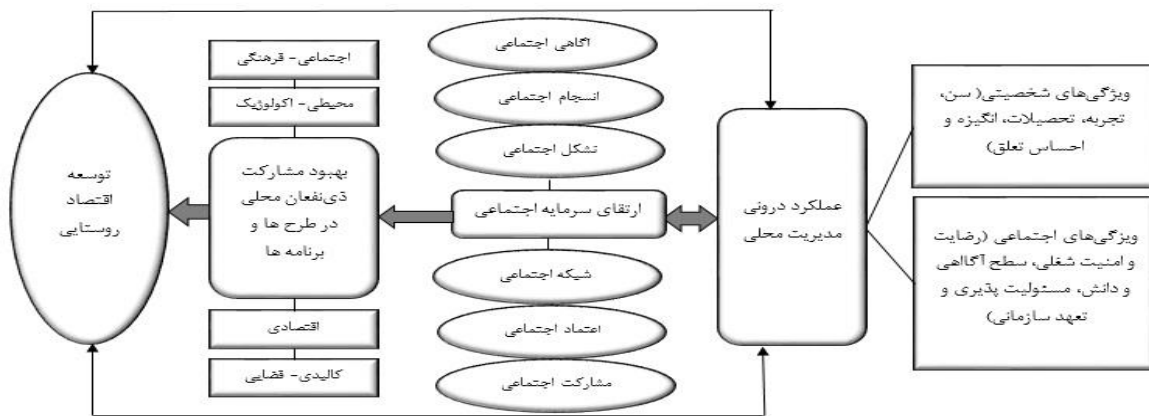 ویژگی‌های شخصیتی( سن،
تجربه، تحصیلات، انگیزه و
احساس تعلق)
ویژگی‌های اجتماعی (رضایت
و امنیت شغلی، سطح آگااهی
و دانش، مسئولیت پذیری و
تعهد سازمانی)
عملکرد درونی
مدیریت محلی
آگاهی اجتماعی
انسجام اجتماعی
تشکل اجتماعی
ارتقای سرمایه اجتماعی
شبکه اجتماعی
اعتماد اجتماعی
مشارکت اجتماعی
اجتماعی- فرهنگی
محیطی- اکولوژیک
بهبود مشارکت
ذی‌نفعان محلی
در طرح ها و
برنامه ها
اقتصادی
کالبدی- فضایی
توسعه
اقتصاد
روستایی